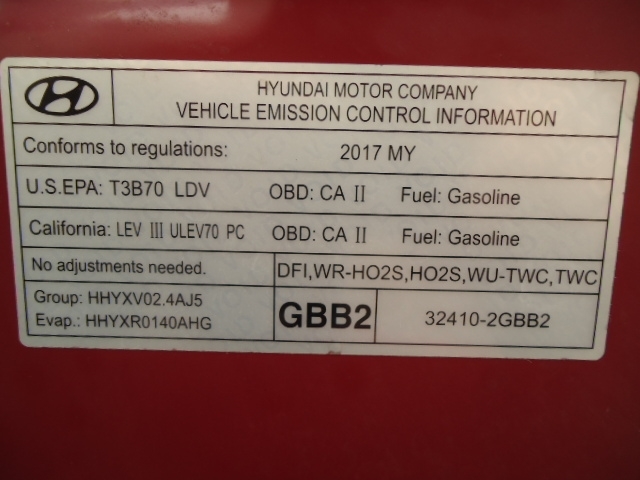 HYUNDAI MOTOR COMPANY
VEHICLE EMISSION CONTROL INFORMATION
Conforms to regulations: 2017 MY
U.S.EPA: T3B70 LDV OBD: CA II Fuel: Gasoline
California: LEV III ULEV70 PC OBD: CA II Fuel: Gasoline
No adjustments needed. DFI,WR-HO2S,HO2S,WU-TWC,TWC
Group: HHYXV02.4AJ5
Evap.: HHYXR0140AHG
GBB2
32410-2GBB2